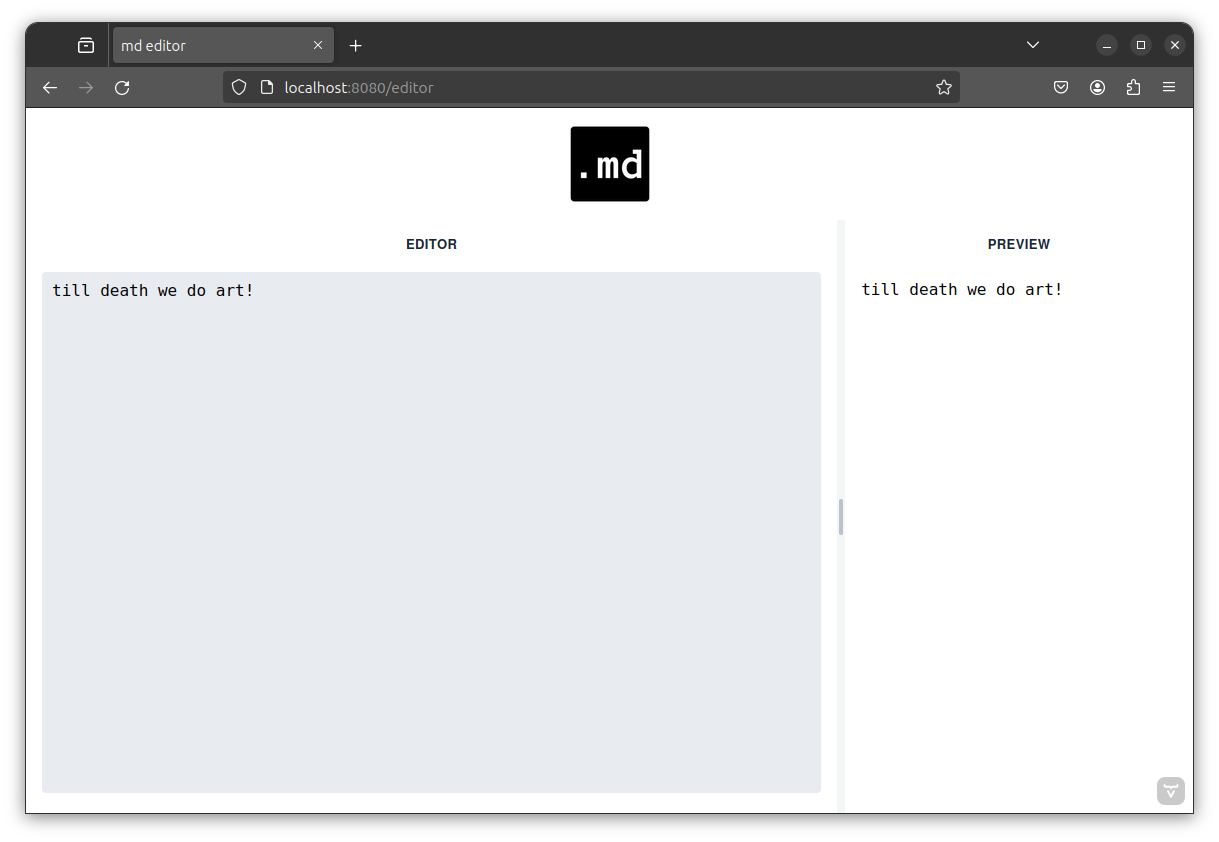 md editor
localhost:8080/editor
.md
EDITOR
PREVIEW
till death we do art!
till death we do art!